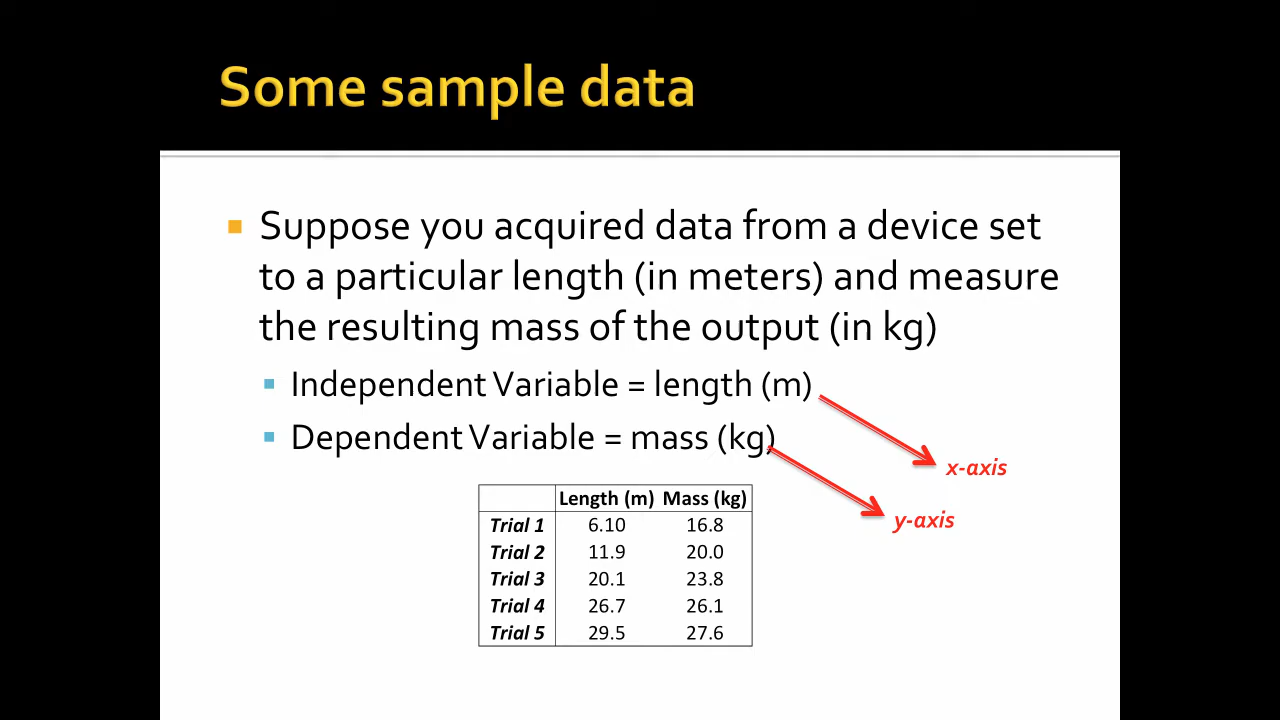 Some sample data
Suppose you acquired data from a device set
to a particular length (in meters) and measure
the resulting mass of the output (in kg)
Independent Variable = length (m)
Dependent Variable = mass (kg)
x-axis
y-axis
Length (m) Mass (kg)
Trial 1 6.10 16.8
Trial 2 11.9 20.0
Trial 3 20.1 23.8
Trial 4 26.7 26.1
Trial 5 29.5 27.6